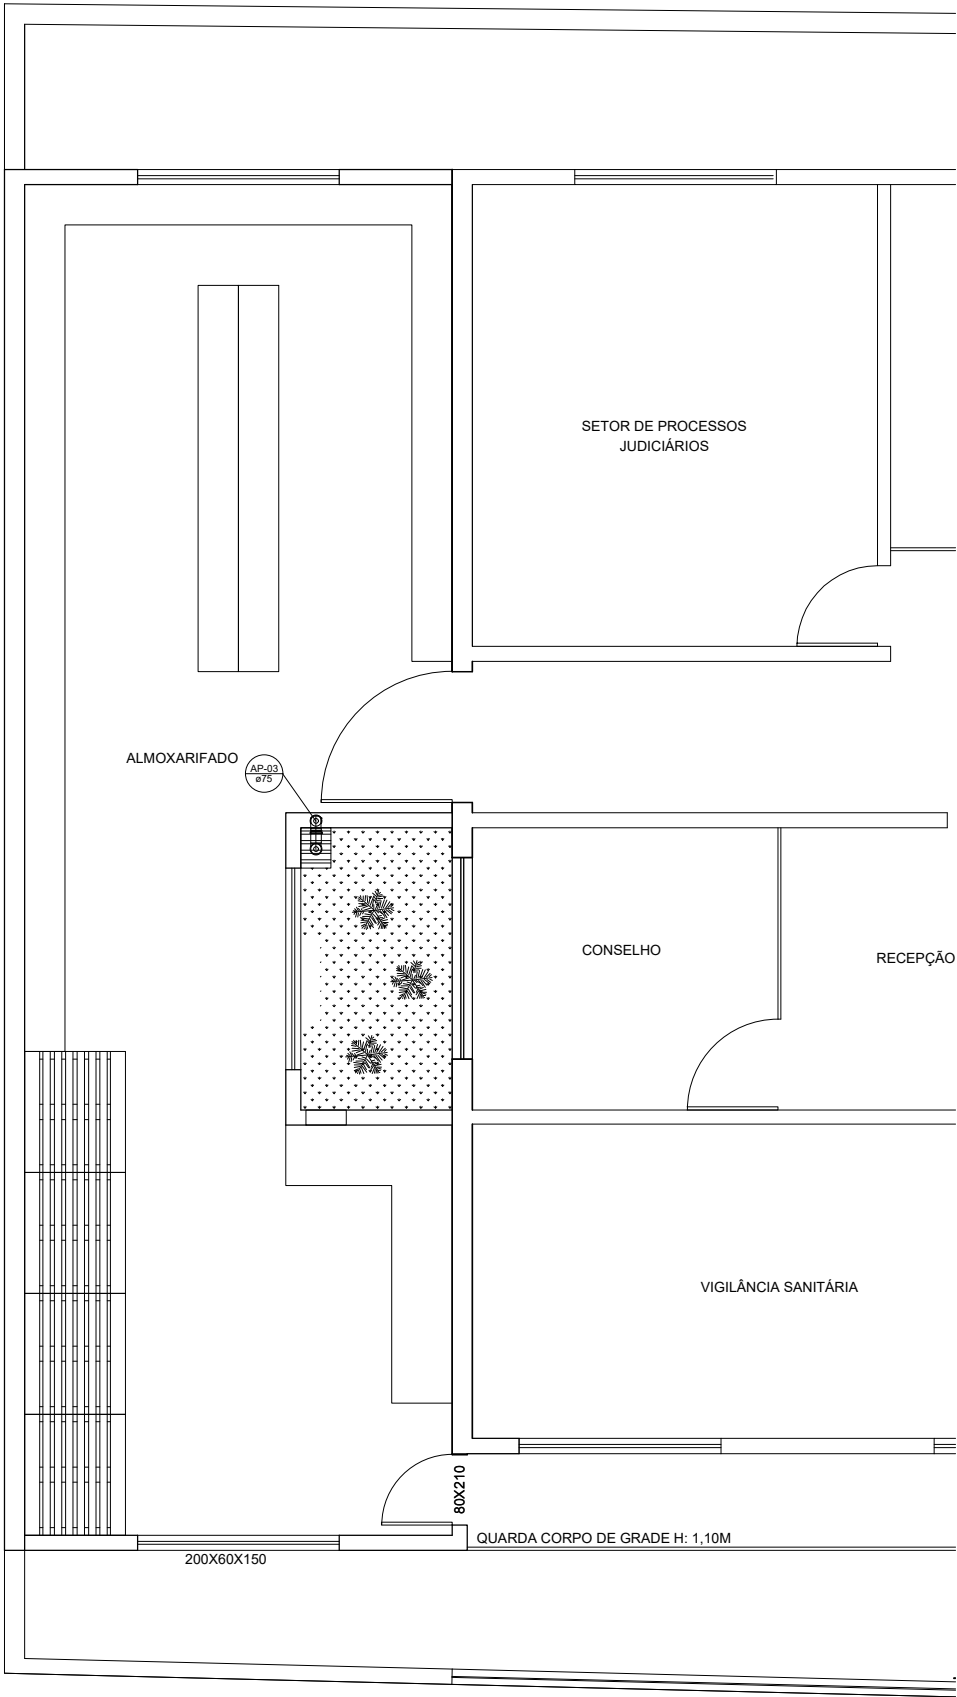 SETOR DE PROCESSOS
JUDICIÁRIOS
ALMOXARIFADO
AP-03
ø75
CONSELHO
RECEPÇÃO
VIGILÂNCIA SANITÁRIA
80X210
QUARDA CORPO DE GRADE H: 1,10M
200X60X150